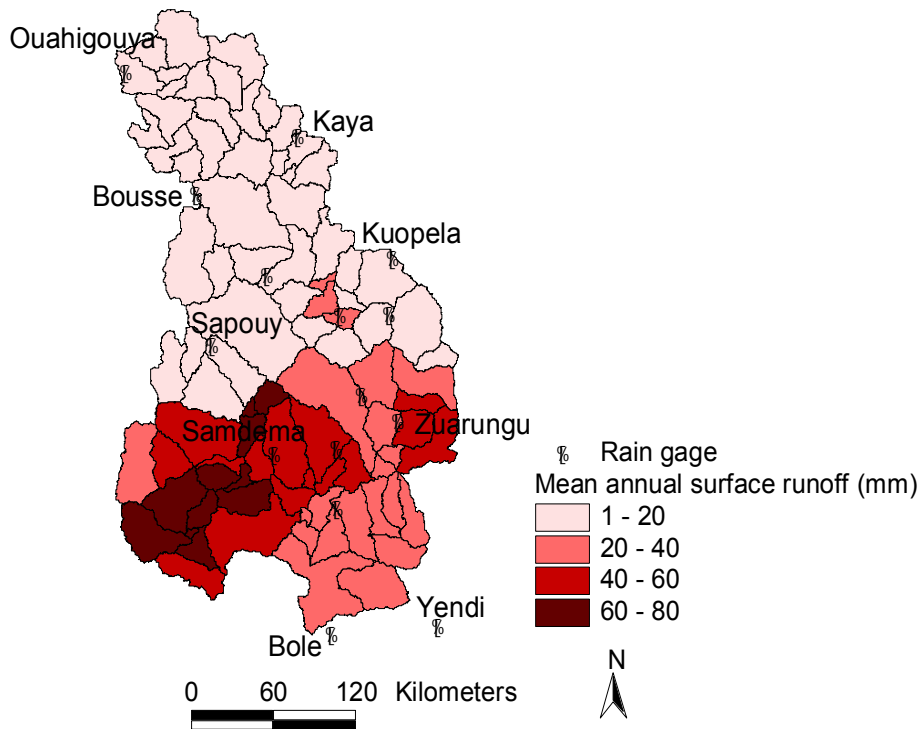 Ouahigouya
Kaya
Bousse
Kuopela
Sapouy
Samdema
Zuarungu
Rain gage
Mean annual surface runoff (mm)
1 - 20
20 - 40
40 - 60
60 - 80
Yendi
Bole
N
0 60 120 Kilometers